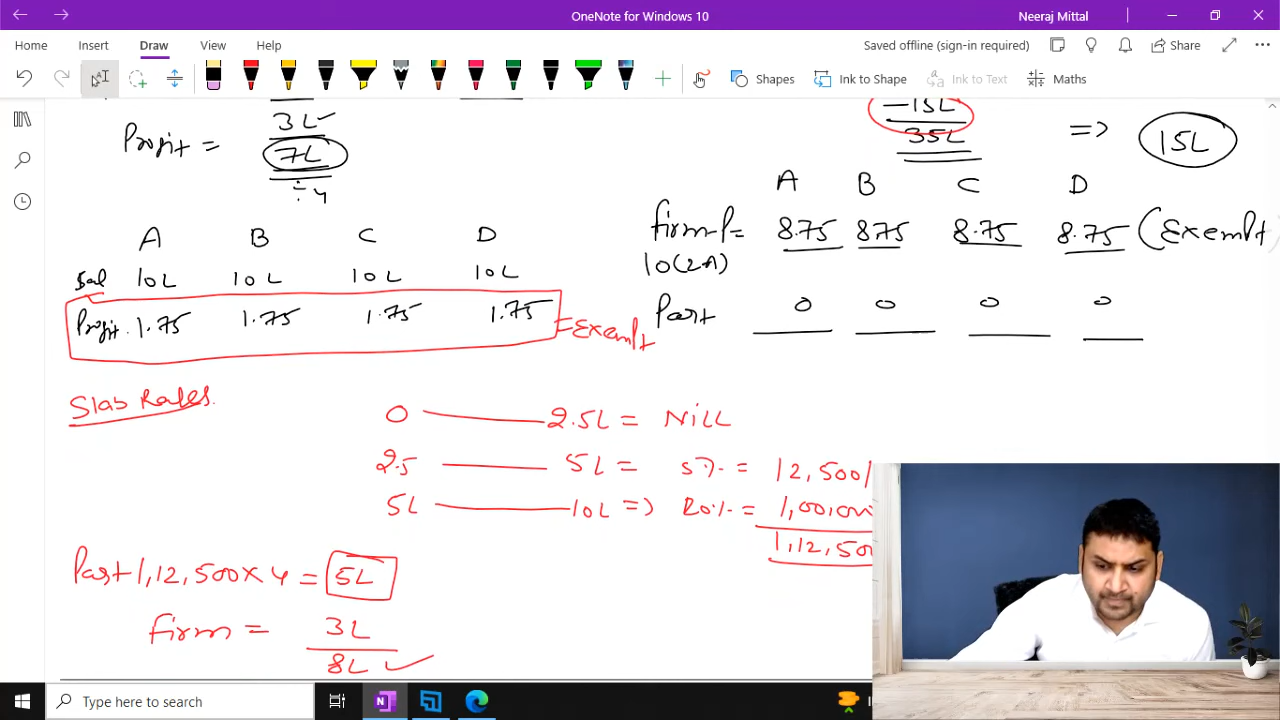 OneNote for Windows 10
Neeraj Mittal
Home Insert Draw View Help
Saved offline (sign-in required) Share
Shapes Ink to Shape Ink to Text Maths
3L
Profit = 7L
÷ 4
A B C D
Sal 10L 10L 10L 10L
Profit. 1.75 1.75 1.75 1.75 = Exempt
-15L
35L => 15L
A B C D
firm P= 8.75 875 8.75 8.75 (Exempt)
10(2A)
Part 0 0 0 0
Slab Rates.
0 2.5L = NiLL
2.5 5L = 5%. = 12,500/
5L 10L => 20%. = 1,00,000
1,12,500
Part 1,12,500 x 4 = 5L
firm = 3L
8L
Type here to search